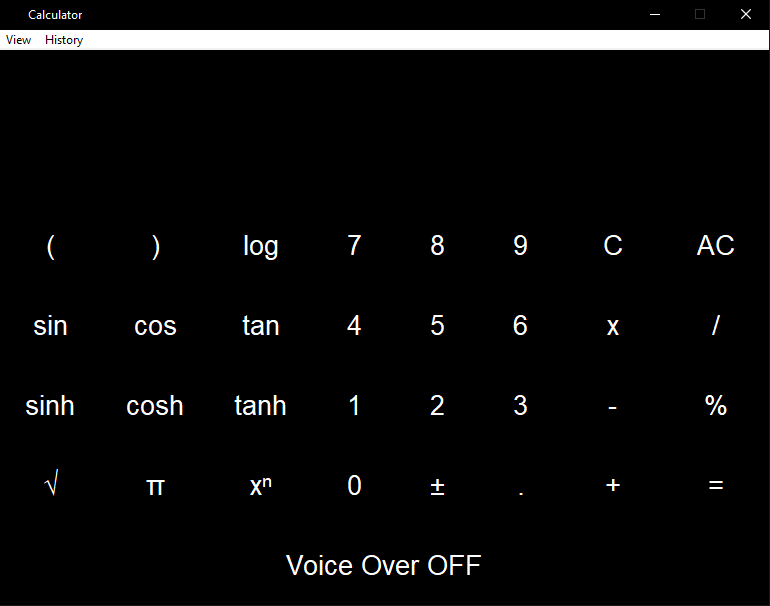 Calculator
View History
( ) log 7 8 9 C AC
sin cos tan 4 5 6 x /
sinh cosh tanh 1 2 3 - %
√ π xⁿ 0 ± . + =
Voice Over OFF